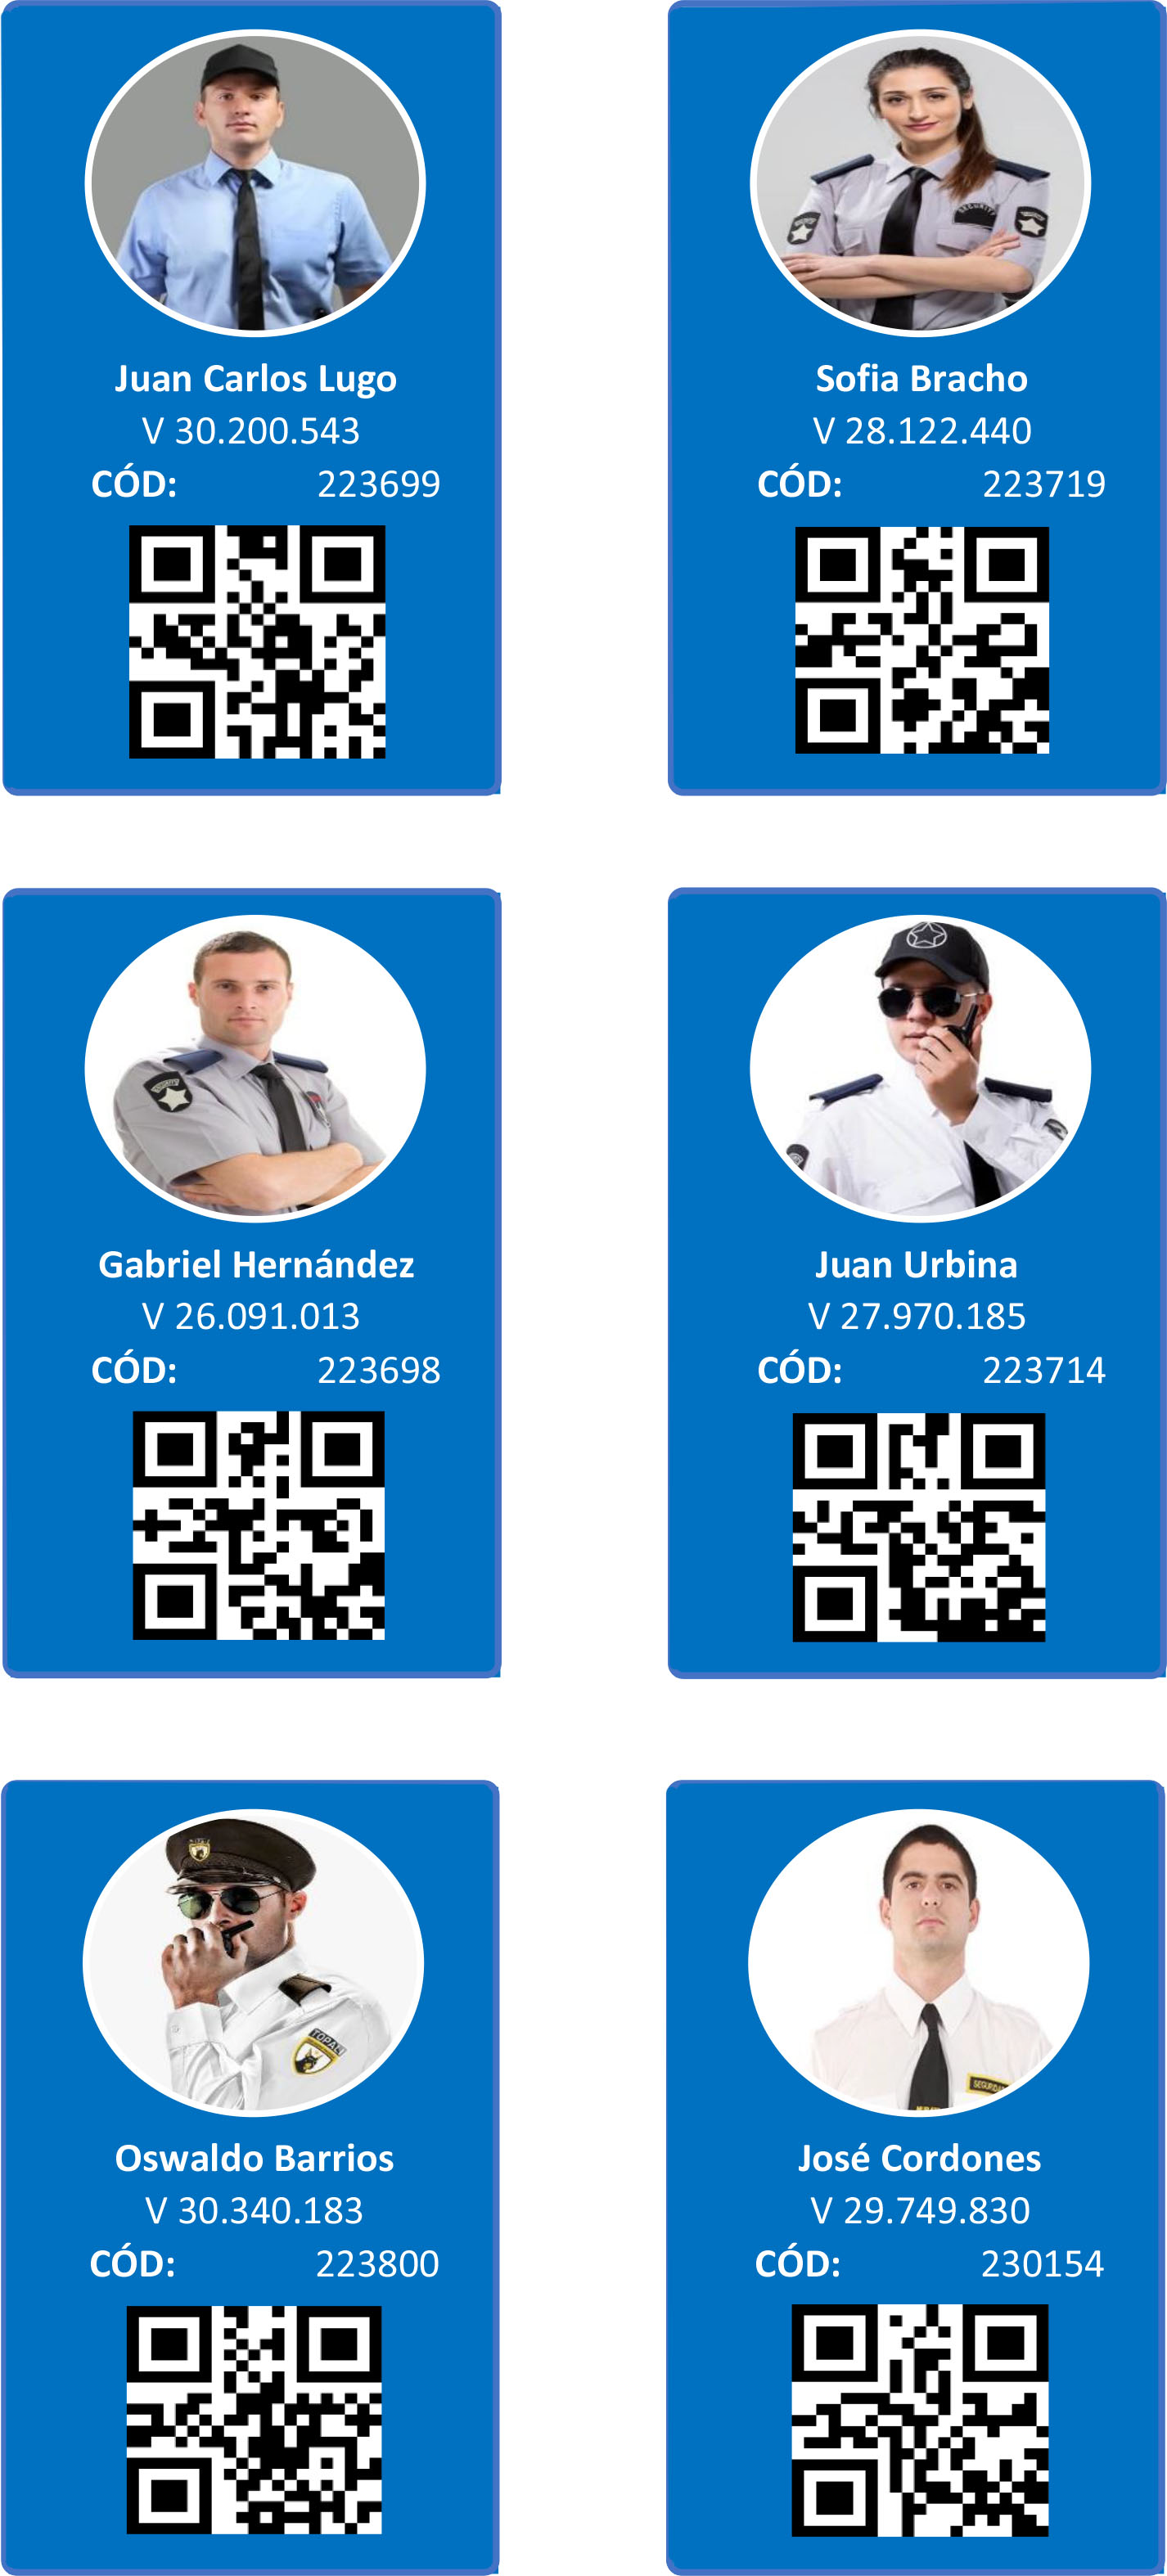 SECURITY
Juan Carlos Lugo
V 30.200.543
CÓD: 223699
Sofia Bracho
V 28.122.440
CÓD: 223719
Gabriel Hernández
V 26.091.013
CÓD: 223698
Juan Urbina
V 27.970.185
CÓD: 223714
TOPAL
Oswaldo Barrios
V 30.340.183
CÓD: 223800
José Cordones
V 29.749.830
CÓD: 230154